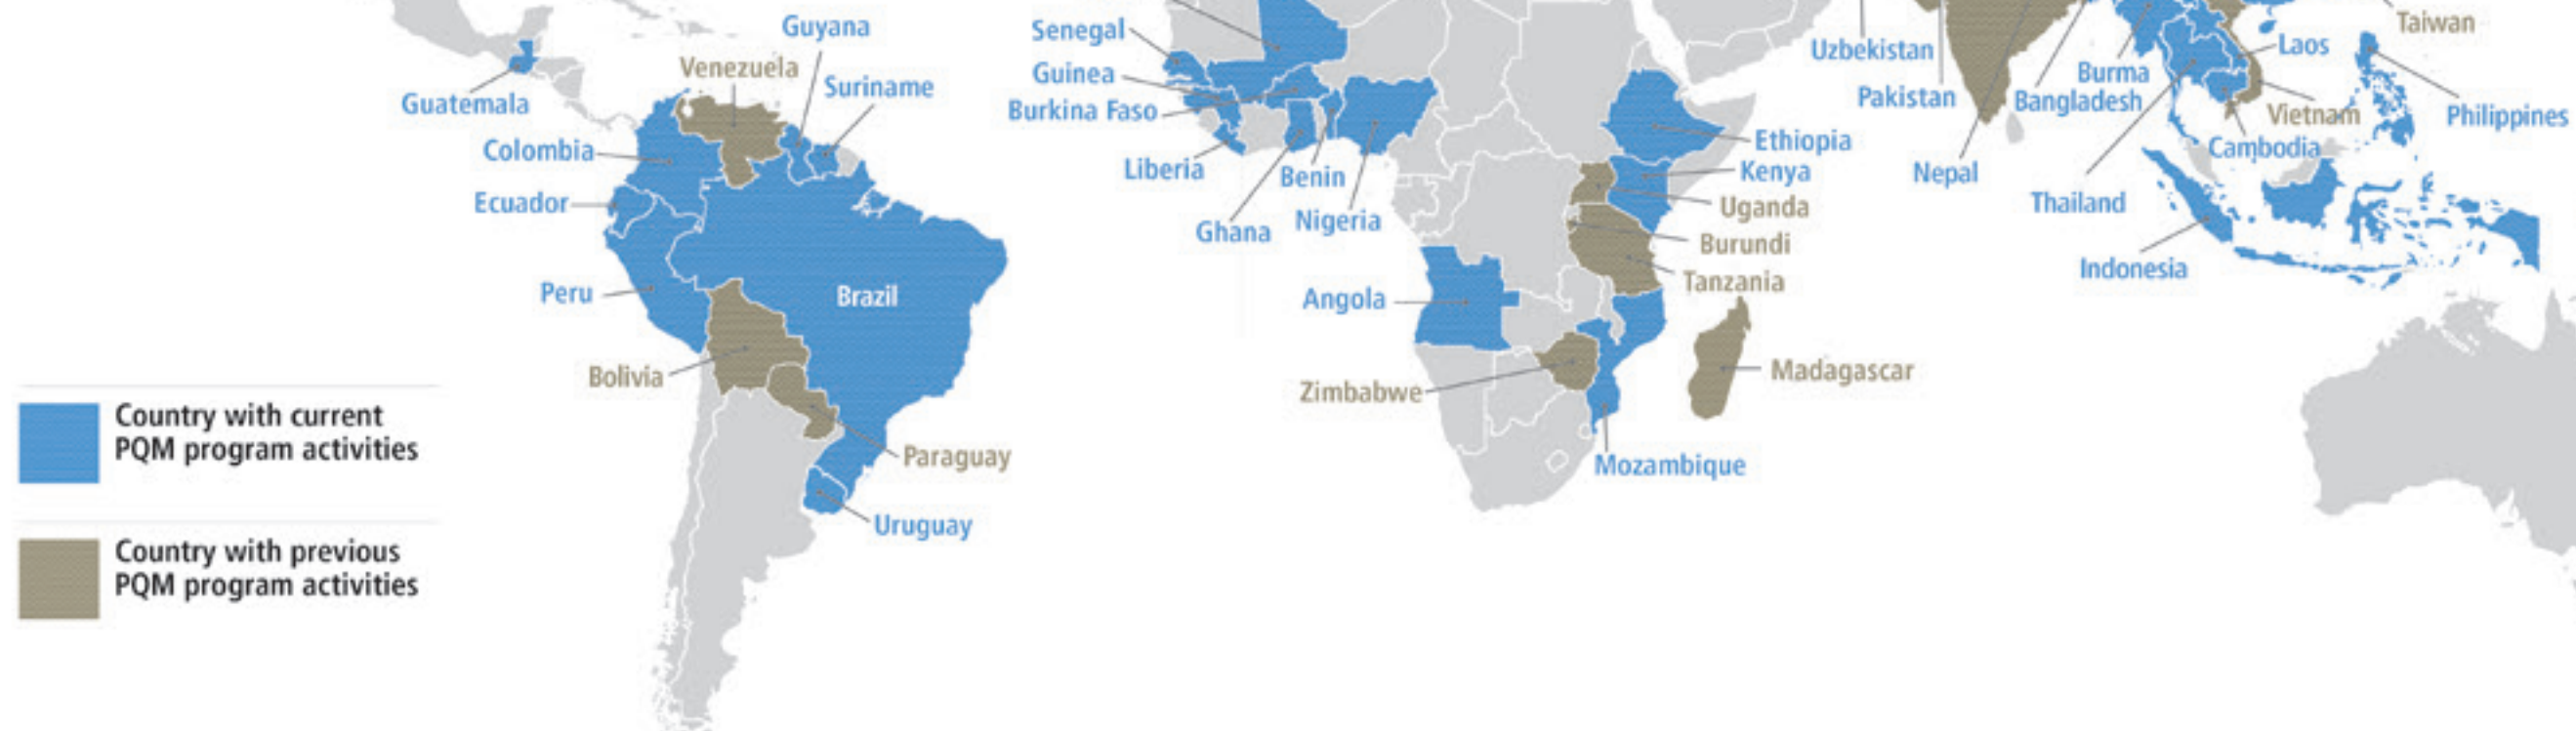 Guyana
Senegal
Taiwan
Uzbekistan
Laos
Venezuela
Guinea
Burma
Suriname
Guatemala
Burkina Faso
Pakistan
Bangladesh
Vietnam
Philippines
Colombia
Ethiopia
Cambodia
Liberia
Benin
Kenya
Nepal
Ecuador
Ghana
Nigeria
Uganda
Thailand
Burundi
Indonesia
Peru
Brazil
Angola
Tanzania
Bolivia
Zimbabwe
Madagascar
Country with current
PQM program activities
Paraguay
Mozambique
Uruguay
Country with previous
PQM program activities